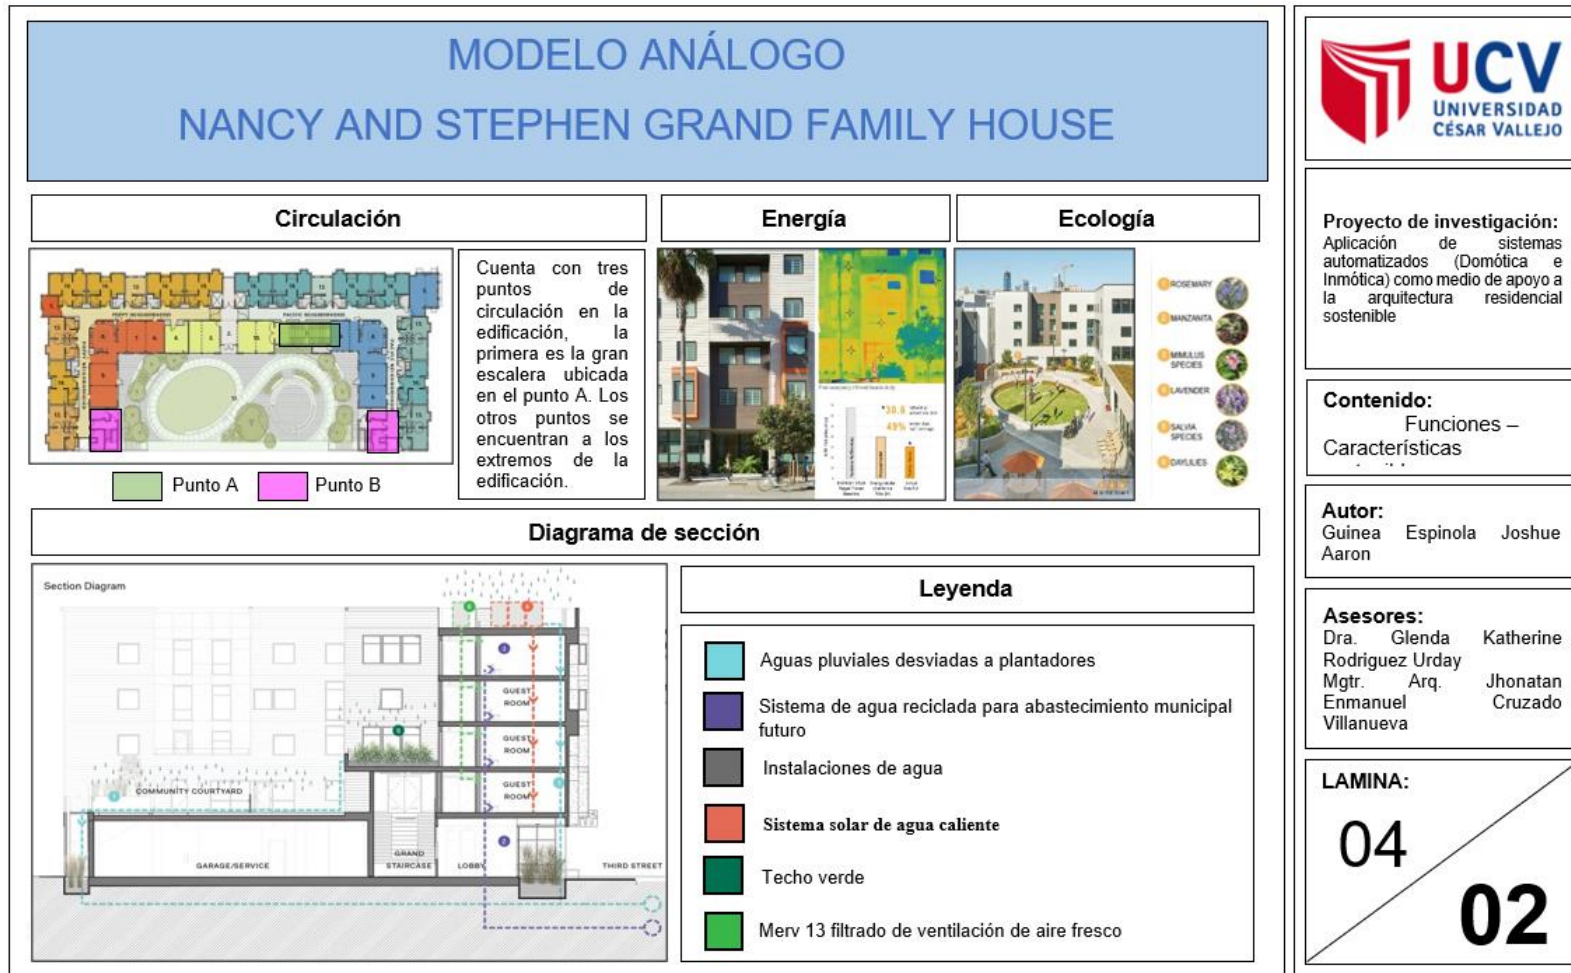 MODELO ANÁLOGO
NANCY AND STEPHEN GRAND FAMILY HOUSE
Circulación
Cuenta con tres
puntos de
circulación en la
edificación, la
primera es la gran
escalera ubicada
en el punto A. Los
otros puntos se
encuentran a los
extremos de la
edificación.
Punto A
Punto B
Energía
30.6
49%
Ecología
ROSEMARY
MANZANITA
MIMULUS
SPECIES
LAVENDER
SALVIA
SPECIES
DAYLILIES
Diagrama de sección
Section Diagram
GUEST
ROOM
GUEST
ROOM
GUEST
ROOM
COMMUNITY COURTYARD
GARAGE/SERVICE
GRAND
STAIRCASE
LOBBY
THIRD STREET
Leyenda
Aguas pluviales desviadas a plantadores
Sistema de agua reciclada para abastecimiento municipal
futuro
Instalaciones de agua
Sistema solar de agua caliente
Techo verde
Merv 13 filtrado de ventilación de aire fresco
UCV
UNIVERSIDAD
CÉSAR VALLEJO
Proyecto de investigación:
Aplicación de sistemas
automatizados (Domótica e
Inmótica) como medio de apoyo a
la arquitectura residencial
sostenible
Contenido:
Funciones –
Características
Autor:
Guinea Espinola Joshue
Aaron
Asesores:
Dra. Glenda Katherine
Rodriguez Urday
Mgtr. Arq. Jhonatan
Enmanuel Cruzado
Villanueva
LAMINA:
04
02